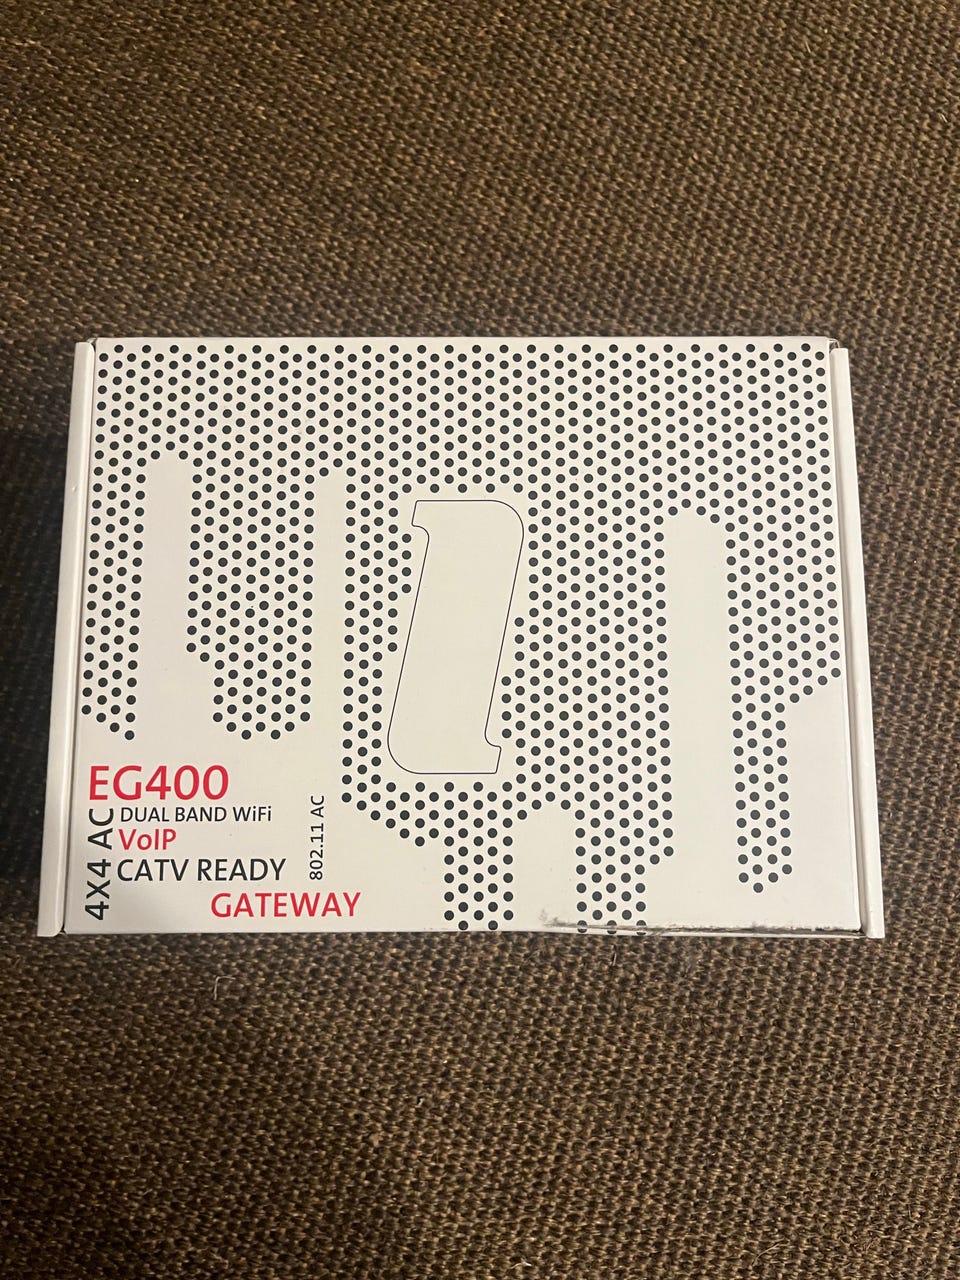 EG400
DUAL BAND WiFi
VoIP
CATV READY
GATEWAY
4X4 AC
802.11 AC